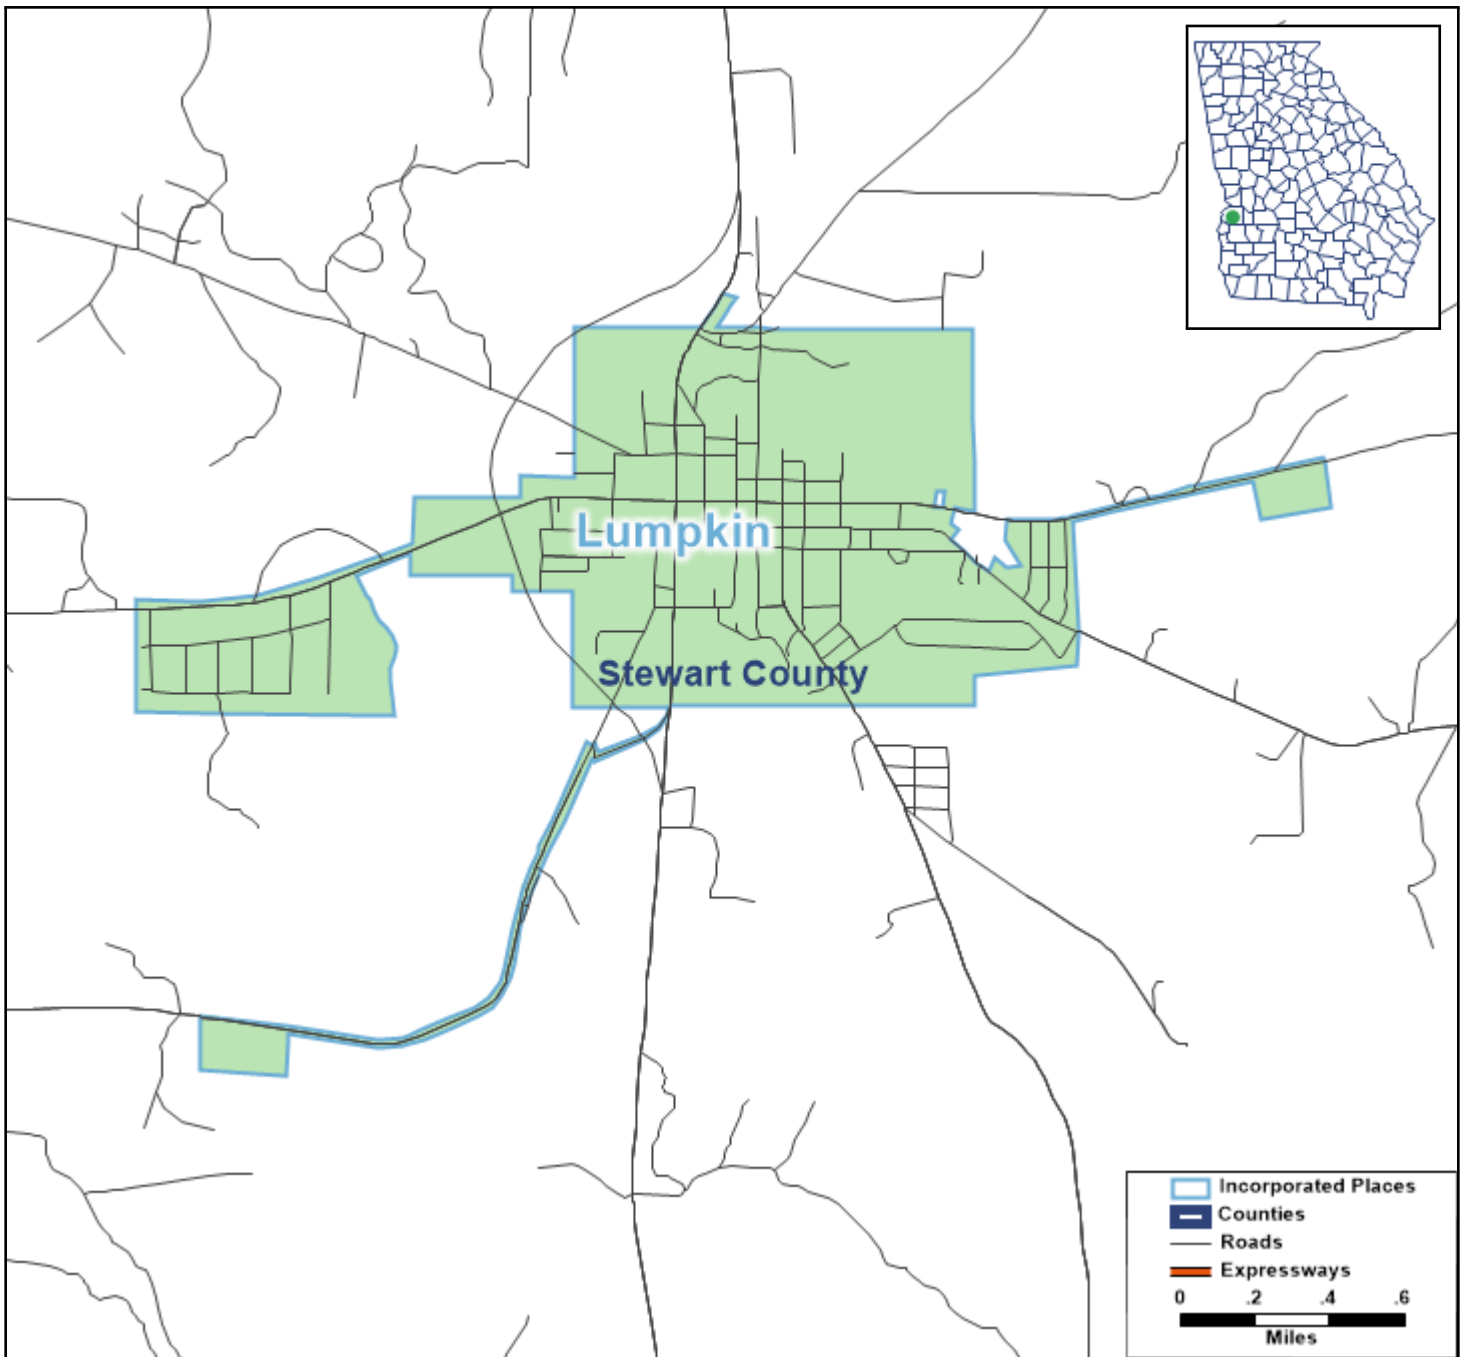 Lumpkin
Stewart County
Incorporated Places
Counties
Roads
Expressways
0 .2 .4 .6
Miles